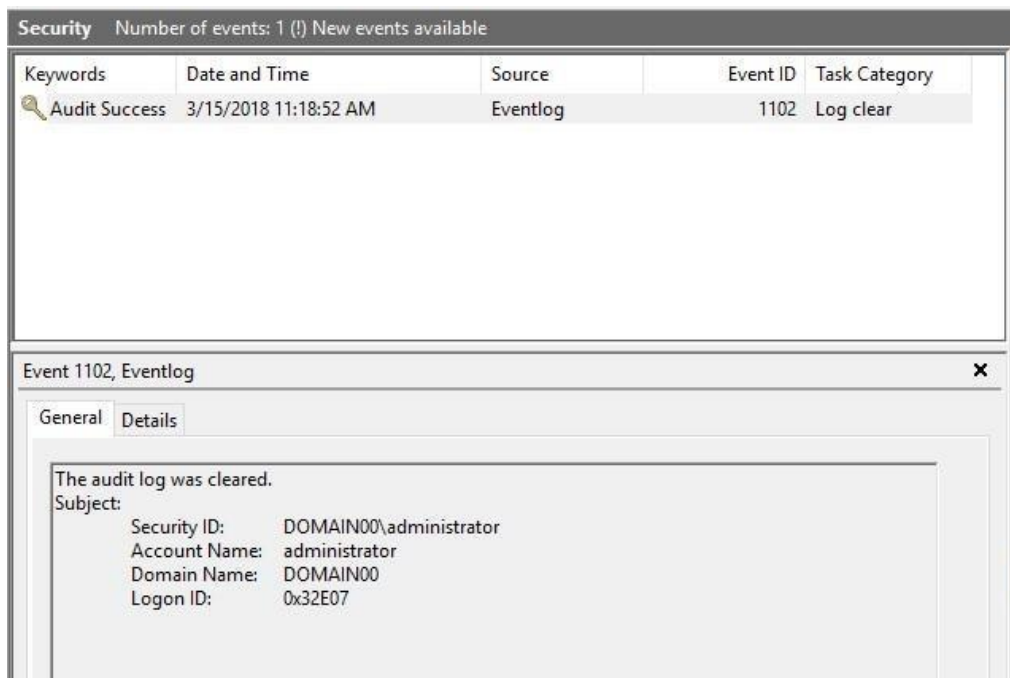 Security Number of events: 1 (!) New events available
Keywords Date and Time Source Event ID Task Category
Audit Success 3/15/2018 11:18:52 AM Eventlog 1102 Log clear
Event 1102, Eventlog
General Details
The audit log was cleared.
Subject:
Security ID: DOMAIN00\administrator
Account Name: administrator
Domain Name: DOMAIN00
Logon ID: 0x32E07